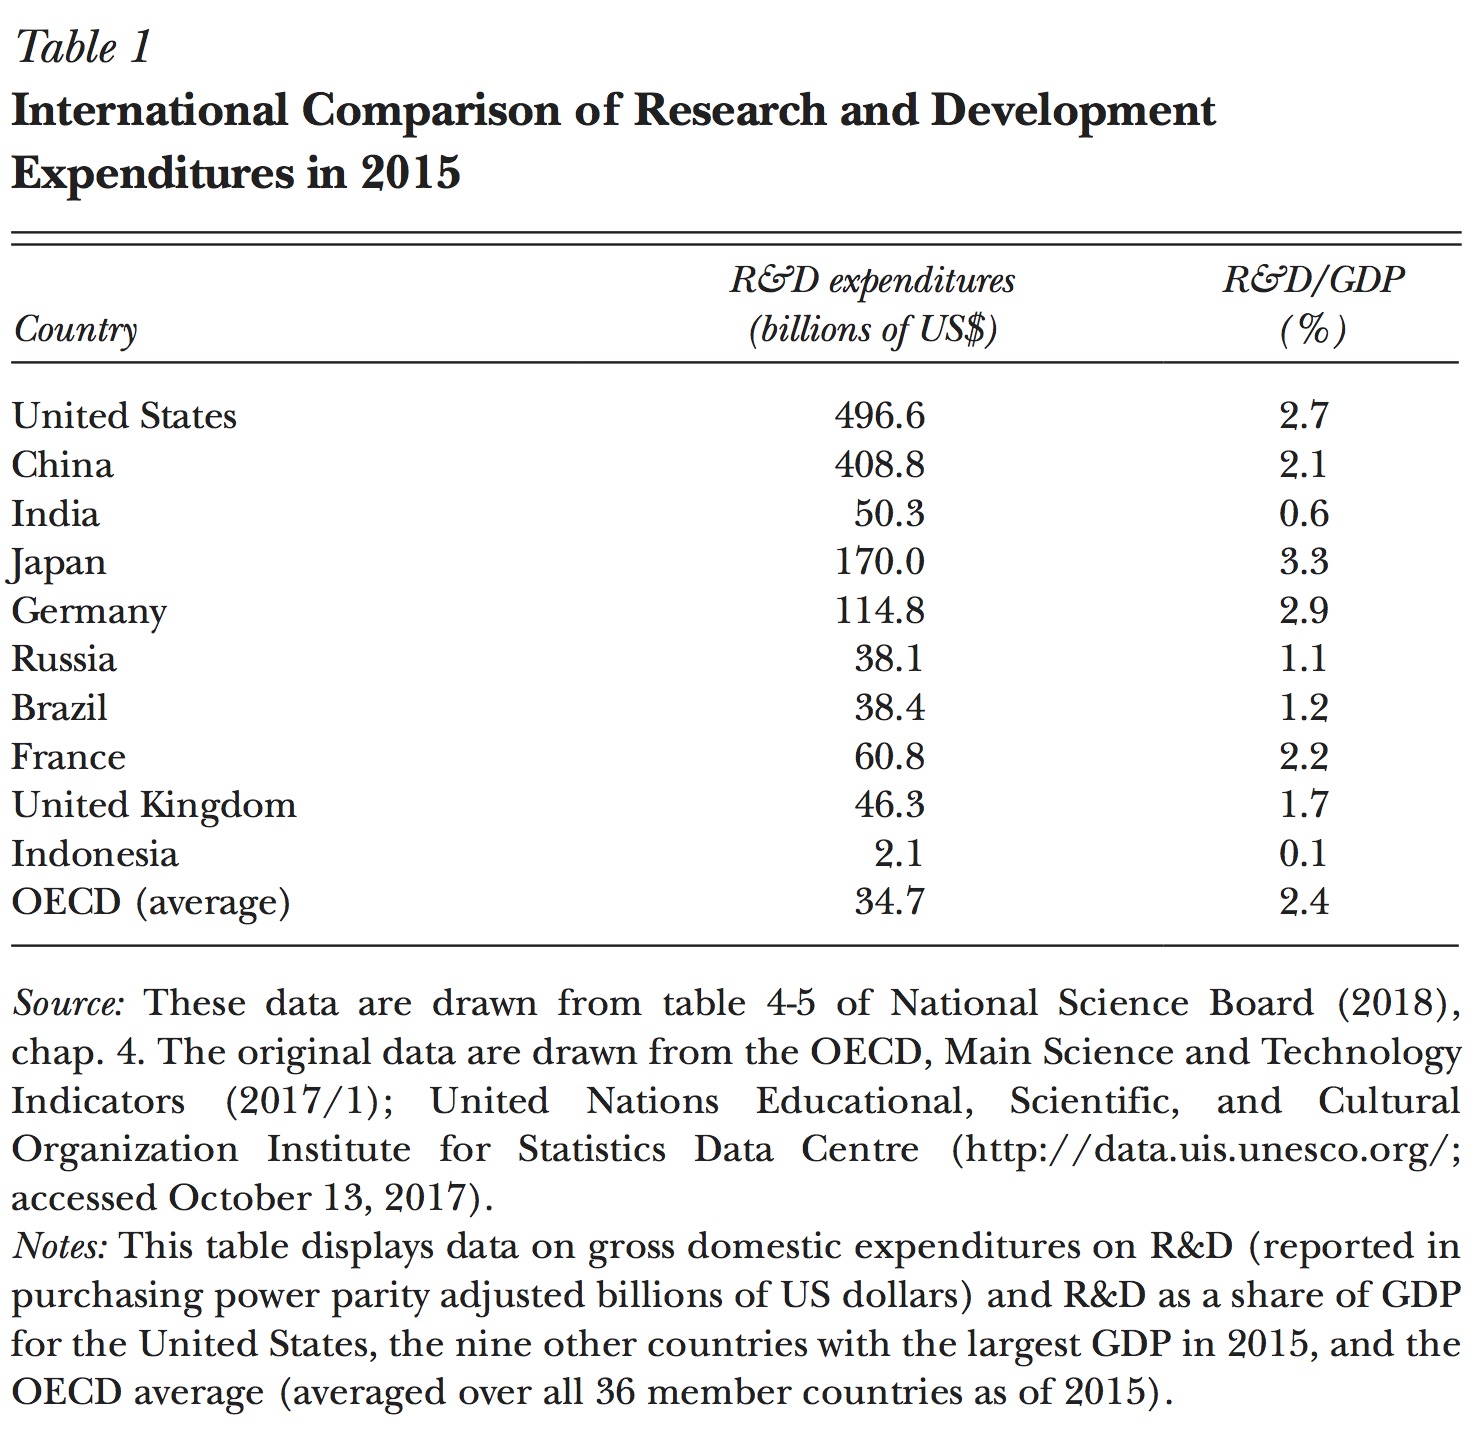 Table 1
International Comparison of Research and Development
Expenditures in 2015
R&D expenditures R&D/GDP
Country (billions of US$) (%)
United States 496.6 2.7
China 408.8 2.1
India 50.3 0.6
Japan 170.0 3.3
Germany 114.8 2.9
Russia 38.1 1.1
Brazil 38.4 1.2
France 60.8 2.2
United Kingdom 46.3 1.7
Indonesia 2.1 0.1
OECD (average) 34.7 2.4
Source: These data are drawn from table 4-5 of National Science Board (2018),
chap. 4. The original data are drawn from the OECD, Main Science and Technology
Indicators (2017/1); United Nations Educational, Scientific, and Cultural
Organization Institute for Statistics Data Centre (http://data.uis.unesco.org/;
accessed October 13, 2017).
Notes: This table displays data on gross domestic expenditures on R&D (reported in
purchasing power parity adjusted billions of US dollars) and R&D as a share of GDP
for the United States, the nine other countries with the largest GDP in 2015, and the
OECD average (averaged over all 36 member countries as of 2015).